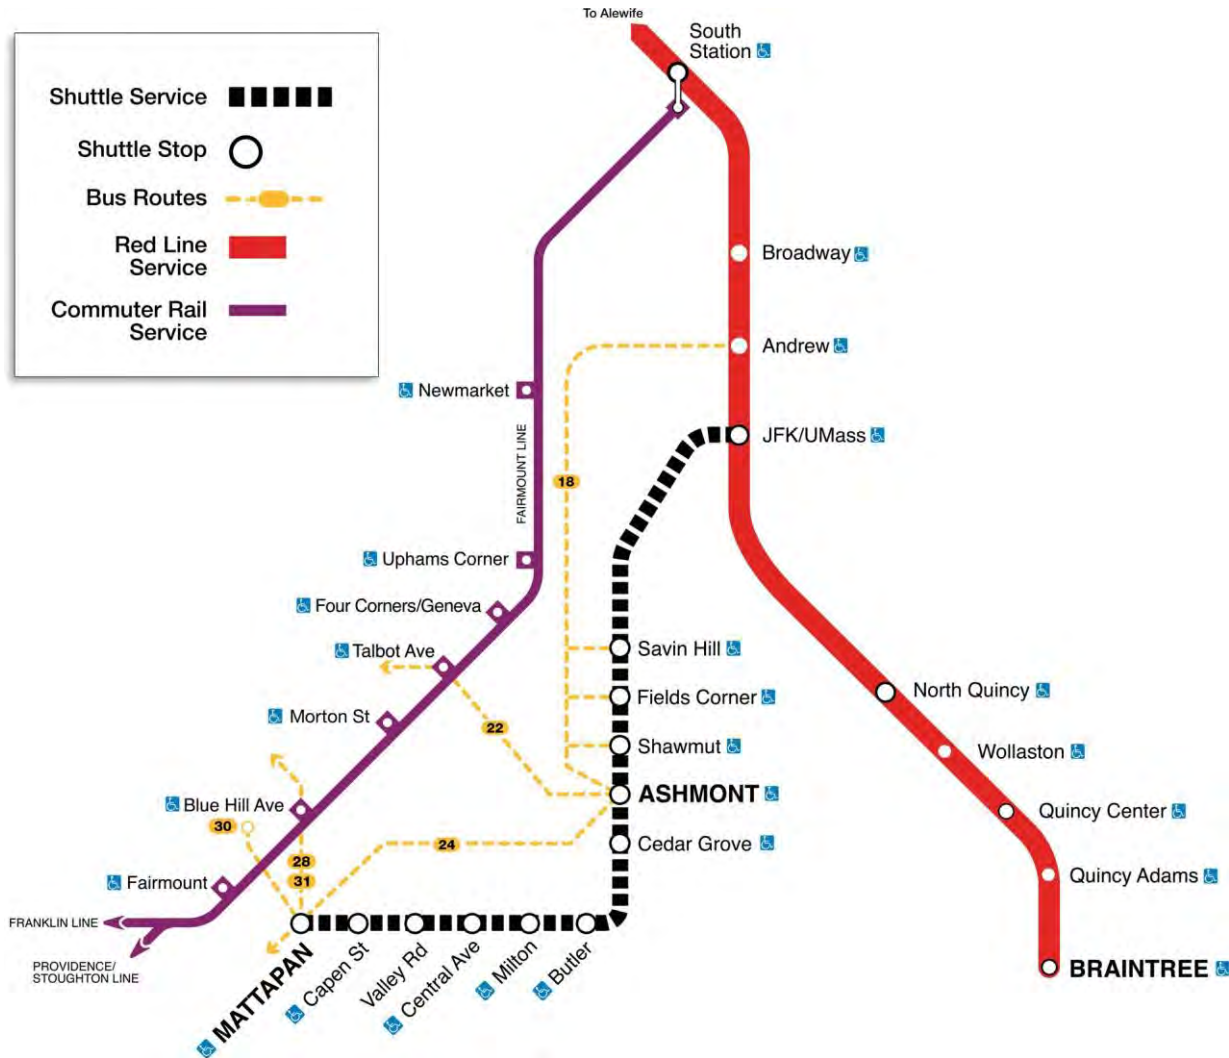 To Alewife
South
Station
Shuttle Service
Shuttle Stop
Bus Routes
Red Line
Service
Commuter Rail
Service
Broadway
Andrew
Newmarket
JFK/UMass
FAIRMOUNT LINE
18
Uphams Corner
Four Corners/Geneva
Talbot Ave
Savin Hill
Fields Corner
North Quincy
Morton St
22
Shawmut
Wollaston
ASHMONT
Blue Hill Ave
30
Quincy Center
24
Cedar Grove
28
31
Fairmount
Quincy Adams
FRANKLIN LINE
PROVIDENCE/
STOUGHTON LINE
MATTAPAN
Capen St
Valley Rd
Central Ave
Milton
Butler
BRAINTREE